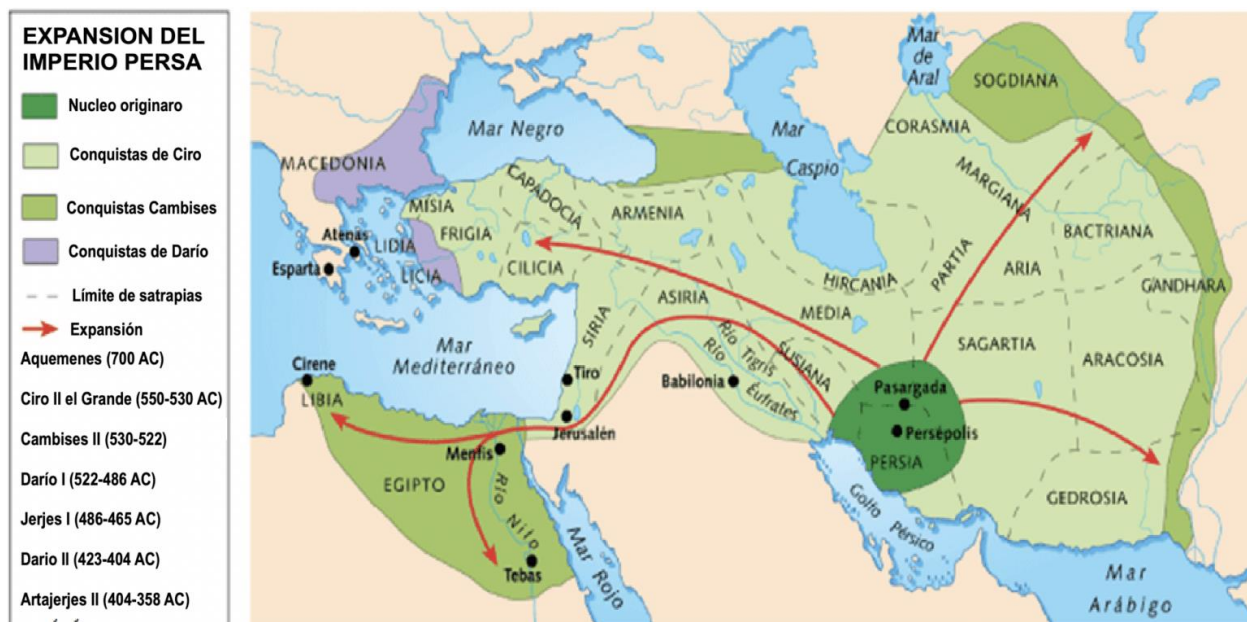 EXPANSION DEL
IMPERIO PERSA
Nucleo originaro
Conquistas de Ciro
Conquistas Cambises
Conquistas de Darío
Límite de satrapias
Expansión
Aquemenes (700 AC)
Ciro II el Grande (550-530 AC)
Cambises II (530-522)
Darío I (522-486 AC)
Jerjes I (486-465 AC)
Dario II (423-404 AC)
Artajerjes II (404-358 AC)
Mar
de
Aral
SOGDIANA
Mar Negro
Mar
Caspio
CORASMIA
MACEDONIA
CAPADOCIA
ARMENIA
MARGIANA
MISIA
FRIGIA
BACTRIANA
Atenas
LIDIA
Esparta
LICIA
CILICIA
HIRCANIA
PARTIA
ARIA
GANDHARA
ASIRIA
MEDIA
SIRIA
Mar
Mediterráneo
Río Tigris
Río Éufrates
SUSIANA
SAGARTIA
ARACOSIA
Cirene
LIBIA
Tiro
Babilonia
Pasargada
Jerusalén
Persépolis
Menfis
PERSIA
EGIPTO
Río Nilo
GEDROSIA
Golfo Pérsico
Tebas
Mar Rojo
Mar
Arábigo